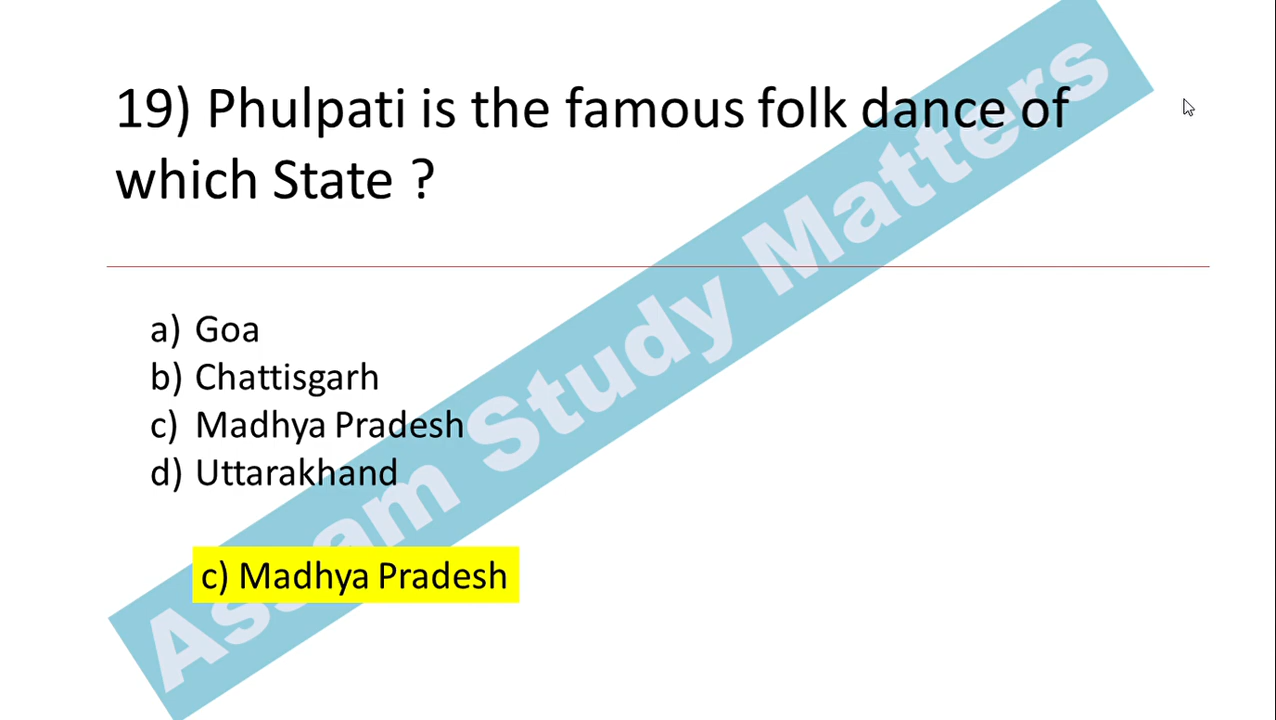 19) Phulpati is the famous folk dance of
which State ?
a) Goa
b) Chattisgarh
c) Madhya Pradesh
d) Uttarakhand
c) Madhya Pradesh
Assam Study Matters